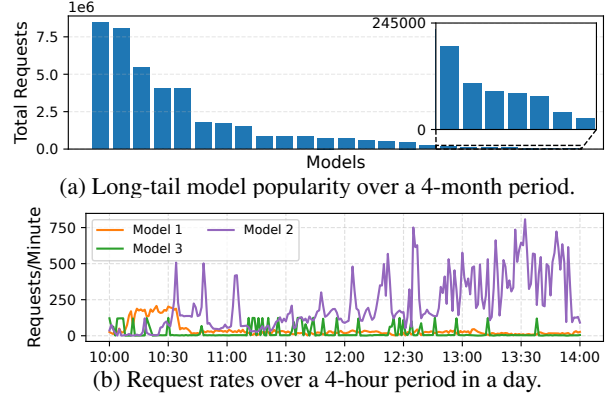 1e6
245000
7.5
5.0
2.5
0.0
0
Total Requests
Models
(a) Long-tail model popularity over a 4-month period.
Requests/Minute
750
500
250
0
Model 1
Model 2
Model 3
10:00 10:30 11:00 11:30 12:00 12:30 13:00 13:30 14:00
(b) Request rates over a 4-hour period in a day.